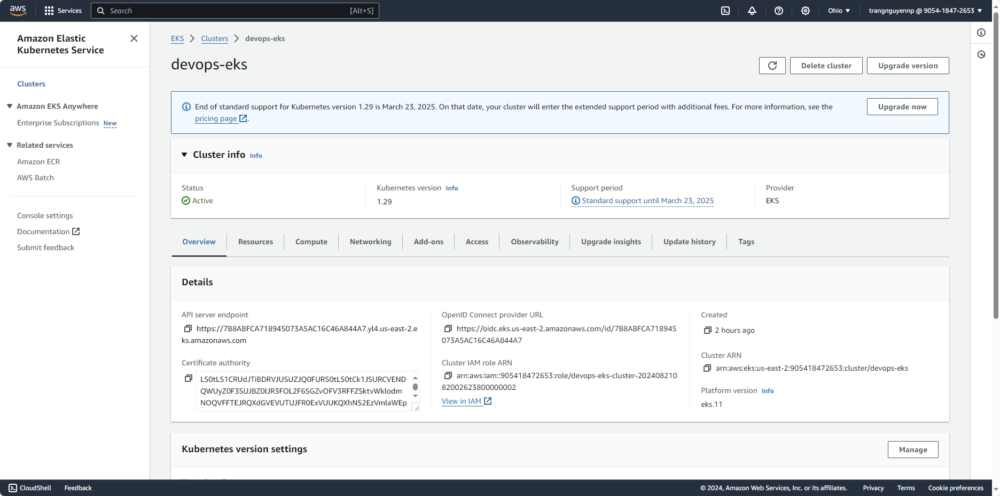 aws
Services
Search
[Alt+S]
Ohio
trangnguyennp @ 9054-1847-2653
Amazon Elastic
Kubernetes Service
Clusters
Amazon EKS Anywhere
Enterprise Subscriptions New
Related services
Amazon ECR
AWS Batch
Console settings
Documentation
Submit feedback
EKS
Clusters
devops-eks
devops-eks
Delete cluster
Upgrade version
End of standard support for Kubernetes version 1.29 is March 23, 2025. On that date, your cluster will enter the extended support period with additional fees. For more information, see the
pricing page .
Upgrade now
Cluster info Info
Status
Active
Kubernetes version Info
1.29
Support period
Standard support until March 23, 2025
Provider
EKS
Overview
Resources
Compute
Networking
Add-ons
Access
Observability
Upgrade insights
Update history
Tags
Details
API server endpoint
https://7B8ABFCA718945073A5AC16C46A844A7.yl4.us-east-2.e
ks.amazonaws.com
Certificate authority
LS0tLS1CRUdJTiBDRVJUSUZJQ0FURS0tLS0tCk1JSURCVEND
QWUyZ0F3SUJBZ0lJR3FOL2F6SGZvOFV3RFFZSktvWklodm
NOQVFFTEJRQXdGVEVUTUJFR0ExVUUKQXhNS2EzVmlaWEp
OpenID Connect provider URL
https://oidc.eks.us-east-2.amazonaws.com/id/7B8ABFCA718945
073A5AC16C46A844A7
Cluster IAM role ARN
arn:aws:iam::905418472653:role/devops-eks-cluster-202408210
82002623800000002
View in IAM
Created
2 hours ago
Cluster ARN
arn:aws:eks:us-east-2:905418472653:cluster/devops-eks
Platform version Info
eks.11
Kubernetes version settings
Manage
CloudShell
Feedback
© 2024, Amazon Web Services, Inc. or its affiliates.
Privacy
Terms
Cookie preferences